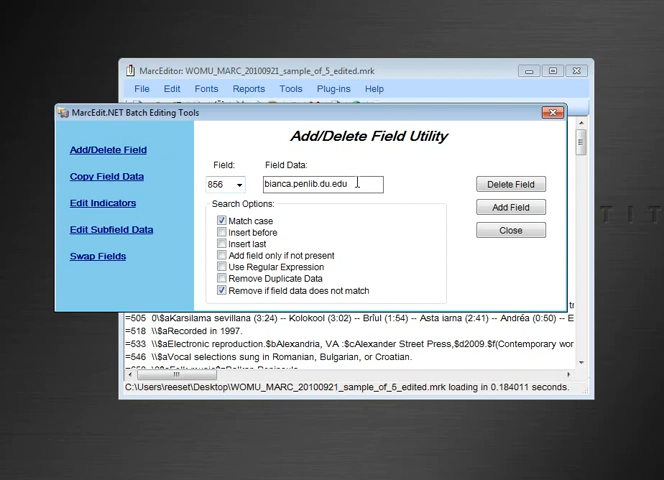 MarcEditor: WOMU_MARC_20100921_sample_of_5_edited.mrk
File Edit Fonts Reports Tools Plug-ins Help
MarcEdit.NET Batch Editing Tools
Add/Delete Field
Copy Field Data
Edit Indicators
Edit Subfield Data
Swap Fields
Add/Delete Field Utility
Field: Field Data:
856 bianca.penlib.du.edu
Delete Field
Add Field
Close
Search Options:
Match case
Insert before
Insert last
Add field only if not present
Use Regular Expression
Remove Duplicate Data
Remove if field data does not match
T I T
=505 0\$aKarsilama sevillana (3:24) -- Kolokool (3:02) -- Brîul (1:54) -- Asta iarna (2:41) -- Andréa (0:50) -- E
=518 \\$aRecorded in 1997.
=533 \\$aElectronic reproduction.$bAlexandria, VA :$cAlexander Street Press,$d2009.$f(Contemporary wor
=546 \\$aVocal selections sung in Romanian, Bulgarian, or Croatian.
C:\Users\reeset\Desktop\WOMU_MARC_20100921_sample_of_5_edited.mrk loading in 0.184011 seconds.